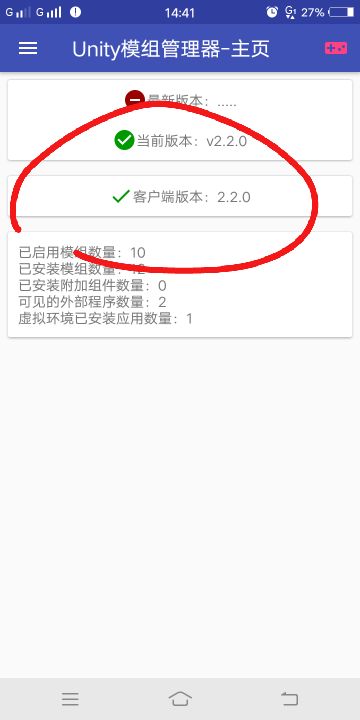 G G 14:41 G 27%
Unity模组管理器-主页
最新版本：.....
当前版本：v2.2.0
客户端版本：2.2.0
已启用模组数量：10
已安装模组数量：12
已安装附加组件数量：0
可见的外部程序数量：2
虚拟环境已安装应用数量：1